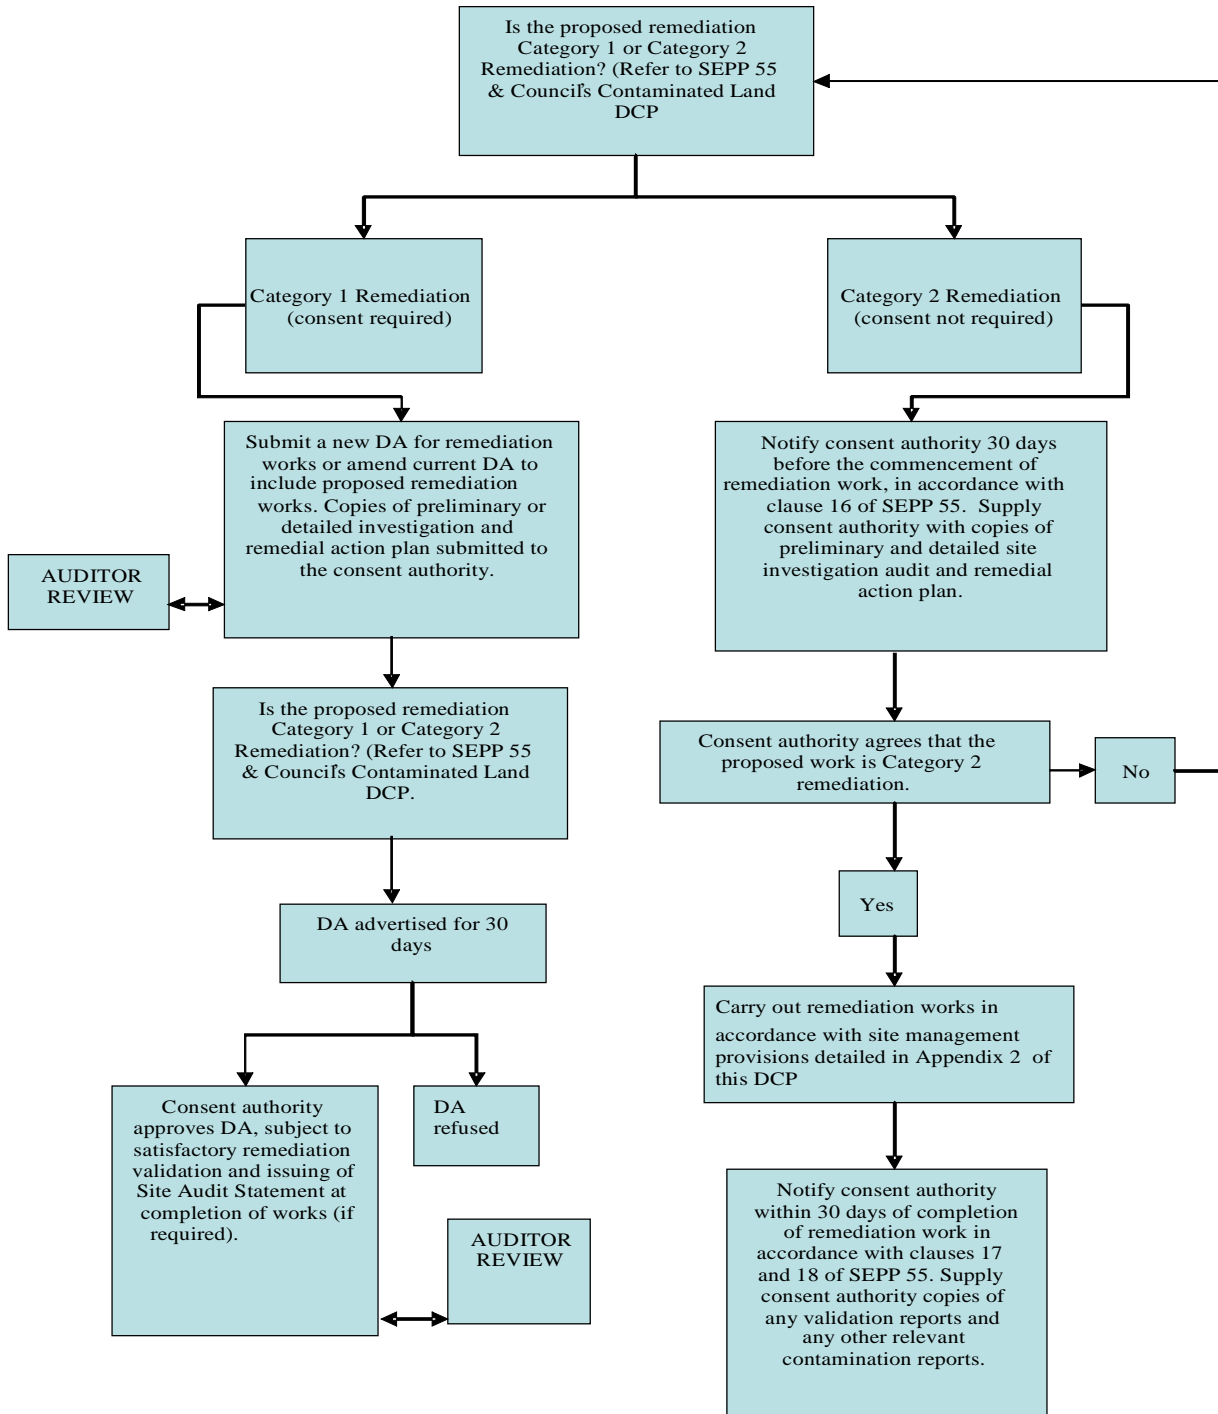 Is the proposed remediation
Category 1 or Category 2
Remediation? (Refer to SEPP 55
& Council's Contaminated Land
DCP
Category 1 Remediation
(consent required)
Category 2 Remediation
(consent not required)
Submit a new DA for remediation
works or amend current DA to
include proposed remediation
works. Copies of preliminary or
detailed investigation and
remedial action plan submitted to
the consent authority.
AUDITOR
REVIEW
Is the proposed remediation
Category 1 or Category 2
Remediation? (Refer to SEPP 55
& Council's Contaminated Land
DCP.
DA advertised for 30
days
Consent authority
approves DA, subject to
satisfactory remediation
validation and issuing of
Site Audit Statement at
completion of works (if
required).
DA
refused
AUDITOR
REVIEW
Notify consent authority 30 days
before the commencement of
remediation work, in accordance with
clause 16 of SEPP 55. Supply
consent authority with copies of
preliminary and detailed site
investigation audit and remedial
action plan.
Consent authority agrees that the
proposed work is Category 2
remediation.
No
Yes
Carry out remediation works in
accordance with site management
provisions detailed in Appendix 2 of
this DCP
Notify consent authority
within 30 days of completion
of remediation work in
accordance with clauses 17
and 18 of SEPP 55. Supply
consent authority copies of
any validation reports and
any other relevant
contamination reports.